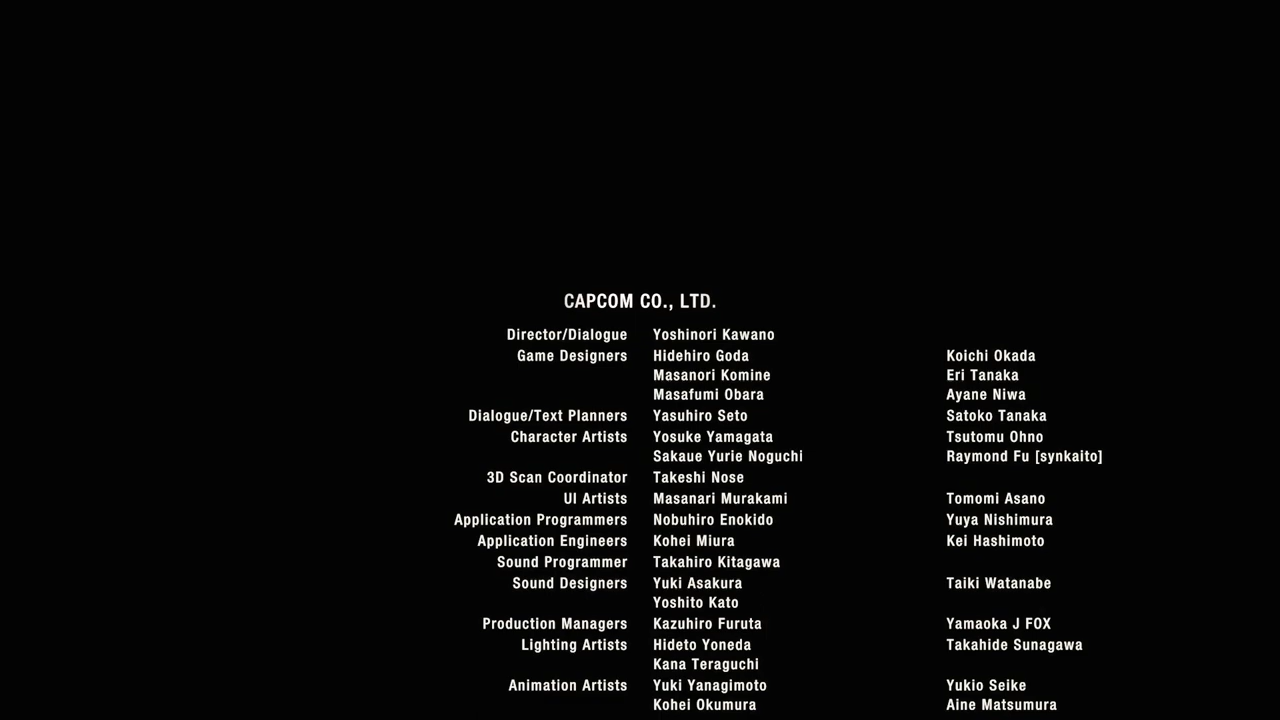 CAPCOM CO., LTD.
Director/Dialogue Yoshinori Kawano
Game Designers Hidehiro Goda Koichi Okada
Masanori Komine Eri Tanaka
Masafumi Obara Ayane Niwa
Dialogue/Text Planners Yasuhiro Seto Satoko Tanaka
Character Artists Yosuke Yamagata Tsutomu Ohno
Sakaue Yurie Noguchi Raymond Fu [synkaito]
3D Scan Coordinator Takeshi Nose
UI Artists Masanari Murakami Tomomi Asano
Application Programmers Nobuhiro Enokido Yuya Nishimura
Application Engineers Kohei Miura Kei Hashimoto
Sound Programmer Takahiro Kitagawa
Sound Designers Yuki Asakura Taiki Watanabe
Yoshito Kato
Production Managers Kazuhiro Furuta Yamaoka J FOX
Lighting Artists Hideto Yoneda Takahide Sunagawa
Kana Teraguchi
Animation Artists Yuki Yanagimoto Yukio Seike
Kohei Okumura Aine Matsumura